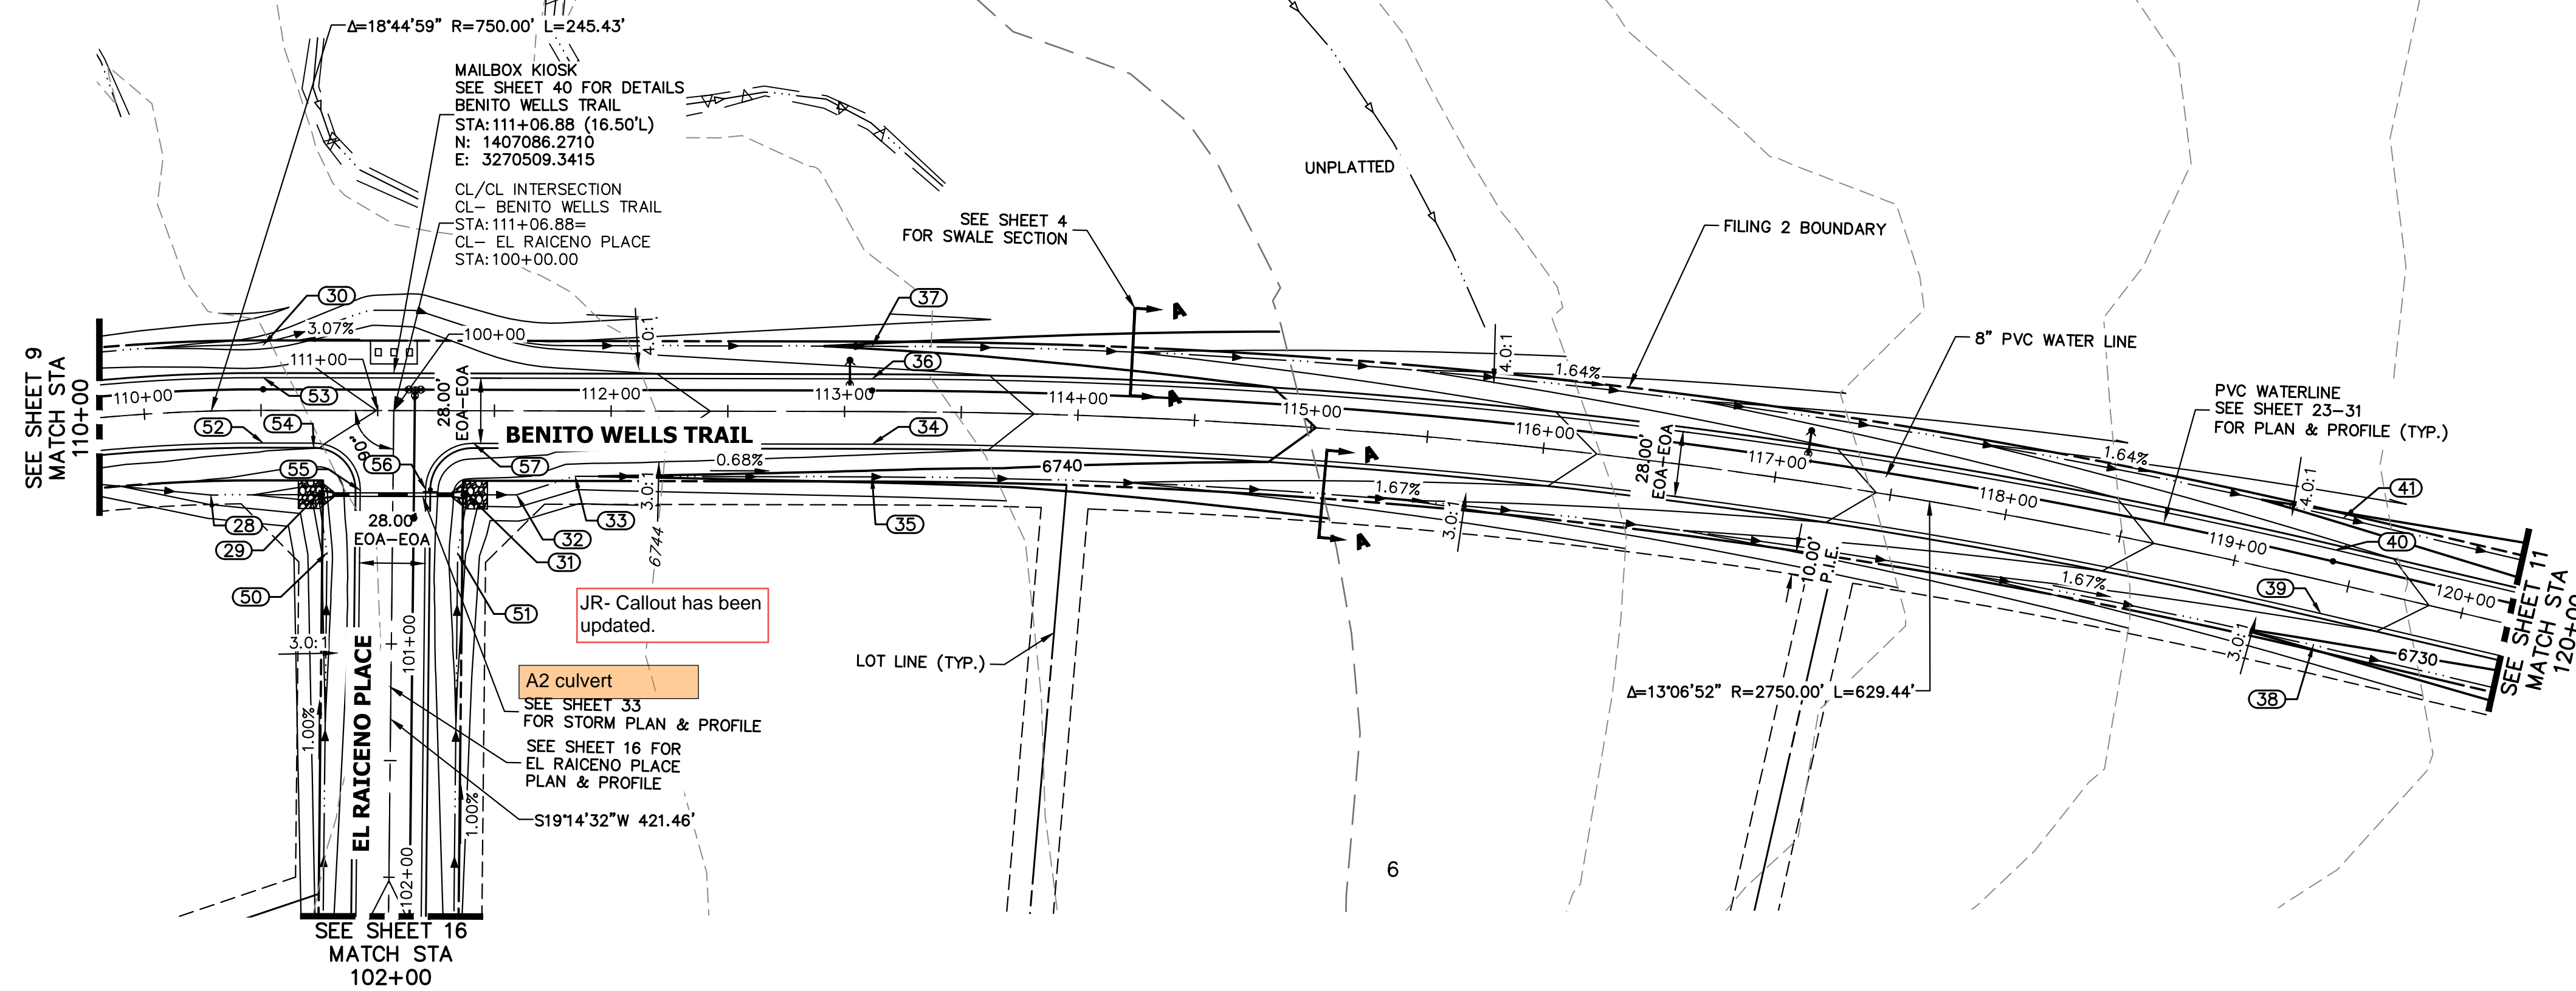 Δ=18°44'59" R=750.00' L=245.43'
MAILBOX KIOSK
SEE SHEET 40 FOR DETAILS
BENITO WELLS TRAIL
STA:111+06.88 (16.50'L)
N: 1407086.2710
E: 3270509.3415
CL/CL INTERSECTION
CL- BENITO WELLS TRAIL
STA:111+06.88=
CL- EL RAICENO PLACE
STA:100+00.00
SEE SHEET 4
FOR SWALE SECTION
UNPLATTED
FILING 2 BOUNDARY
8" PVC WATER LINE
PVC WATERLINE
SEE SHEET 23-31
FOR PLAN & PROFILE (TYP.)
SEE SHEET 9
MATCH STA
110+00
30
3.07%
100+00
111+00
4.0:1
37
36
A
A
4.0:1
1.64%
110+00
53
28.00'
EOA-EOA
112+00
113+00
114+00
115+00
116+00
28.00'
EOA-EOA
117+00
118+00
119+00
120+00
1.64%
4.0:1
41
40
52
54
90°
BENITO WELLS TRAIL
34
55
56
57
0.68%
6740
A
A
1.67%
3.0:1
3.0:1
28
29
28.00'
EOA-EOA
33
32
31
35
6744
10.00'
P.I.E.
1.67%
39
3.0:1
6730
38
SEE SHEET 11
MATCH STA
120+00
50
51
JR- Callout has been
updated.
3.0:1
101+00
EL RAICENO PLACE
A2 culvert
SEE SHEET 33
FOR STORM PLAN & PROFILE
LOT LINE (TYP.)
Δ=13°06'52" R=2750.00' L=629.44'
1.00%
SEE SHEET 16 FOR
EL RAICENO PLACE
PLAN & PROFILE
1.00%
S19°14'32"W 421.46'
102+00
6
SEE SHEET 16
MATCH STA
102+00